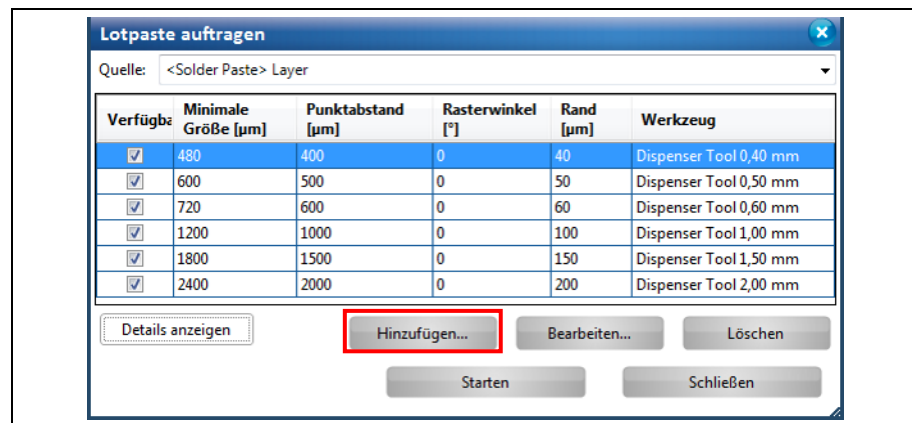 Lotpaste auftragen
Quelle: <Solder Paste> Layer
Verfügba Minimale Größe [µm] Punktabstand [µm] Rasterwinkel [°] Rand [µm] Werkzeug
480 400 0 40 Dispenser Tool 0,40 mm
600 500 0 50 Dispenser Tool 0,50 mm
720 600 0 60 Dispenser Tool 0,60 mm
1200 1000 0 100 Dispenser Tool 1,00 mm
1800 1500 0 150 Dispenser Tool 1,50 mm
2400 2000 0 200 Dispenser Tool 2,00 mm
Details anzeigen Hinzufügen... Bearbeiten... Löschen
Starten Schließen